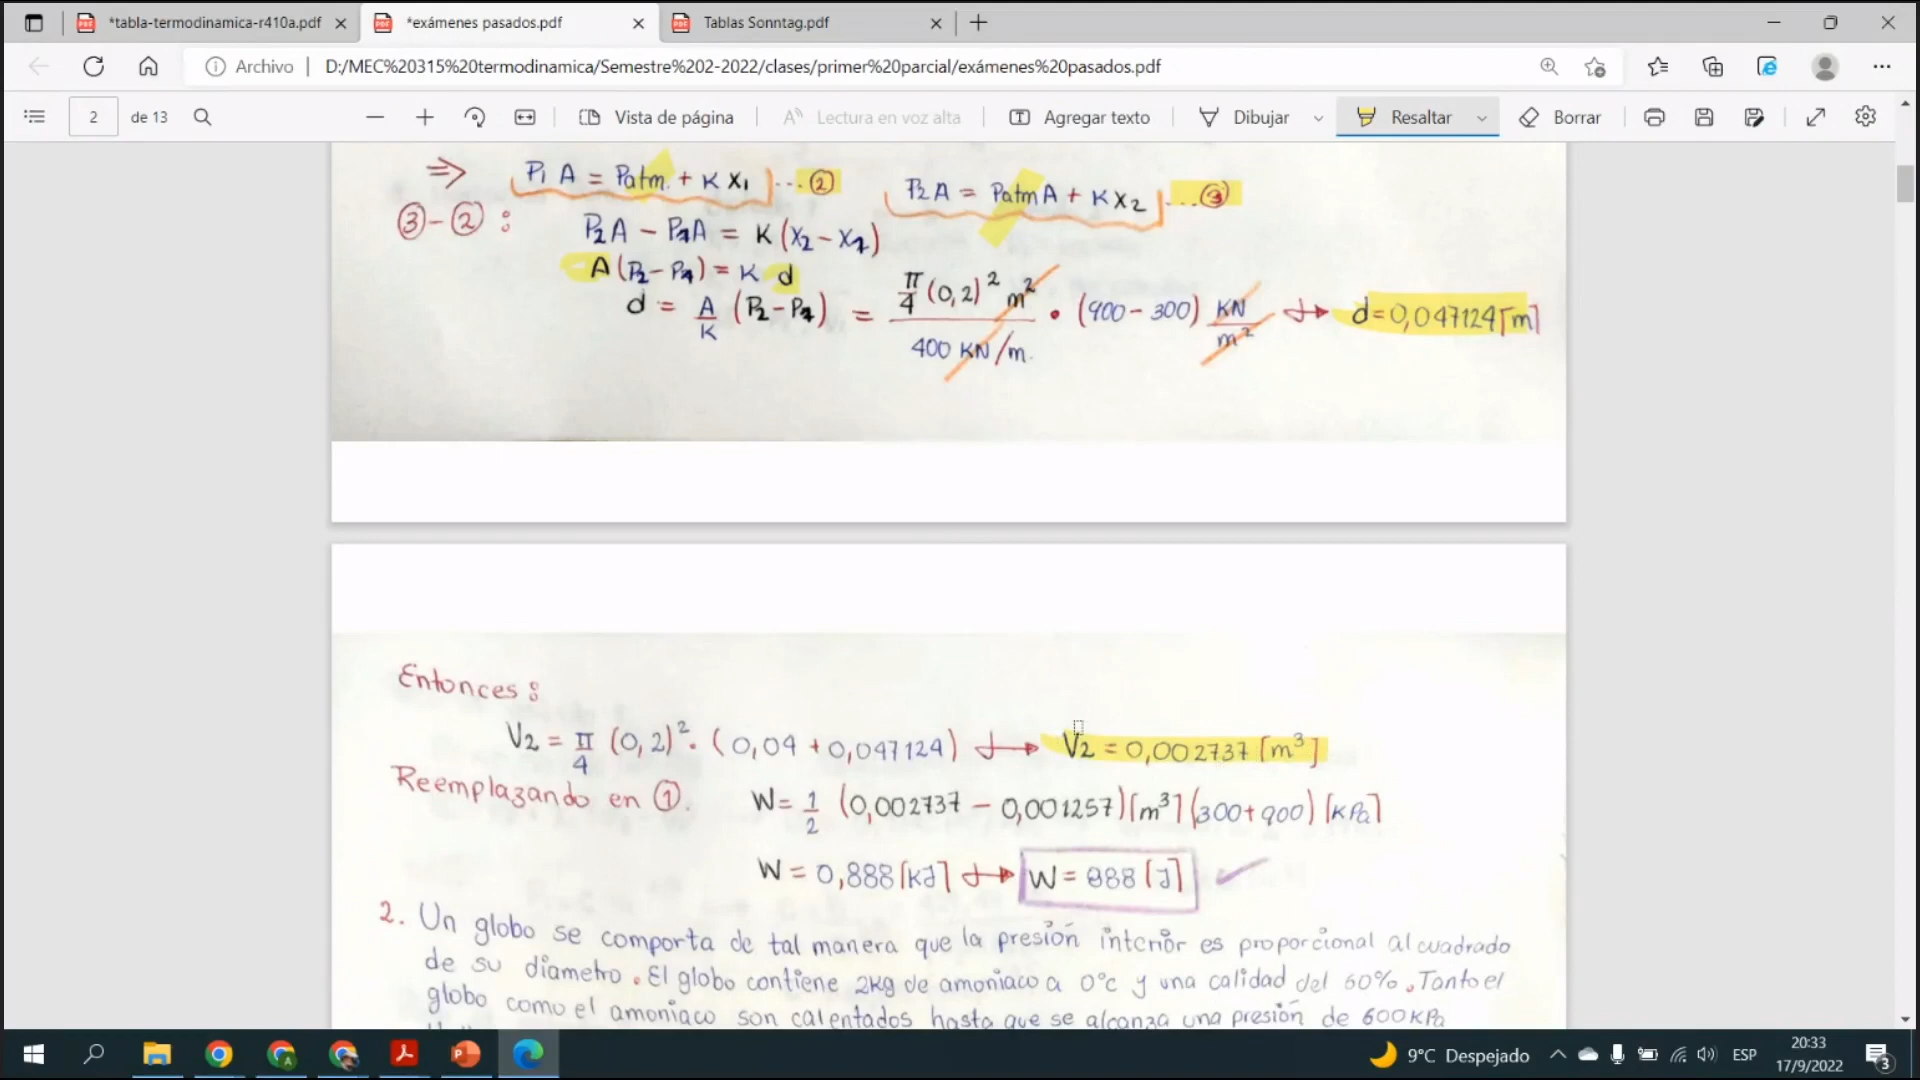 *tabla-termodinamica-r410a.pdf
*exámenes pasados.pdf
Tablas Sonntag.pdf
Archivo
D:/MEC%20315%20termodinamica/Semestre%202-2022/clases/primer%20parcial/exámenes%20pasados.pdf
2 de 13
Vista de página
Lectura en voz alta
Agregar texto
Dibujar
Resaltar
Borrar
⇒ P1 A = Patm. + K X1 ...② P2A = PatmA + K X2 ...③
③-② : P2A - P1A = K (X2 - X1)
A (P2 - P1) = K d
d = A/K (P2 - P1) = π/4 (0,2)² m² / 400 KN/m. • (900 - 300) KN/m² → d = 0,047124 [m]
Entonces :
V2 = π/4 (0,2)². (0,04 + 0,047124) → V2 = 0,002737 [m³]
Reemplazando en ①. W = 1/2 (0,002737 - 0,001257) [m³] (300+900) [KPa]
W = 0,888 [KJ] → W = 888 [J]
2. Un globo se comporta de tal manera que la presión interior es proporcional al cuadrado
de su diametro. El globo contiene 2kg de amoniaco a 0°c y una calidad del 60%. Tanto el
globo como el amoniaco son calentados hasta que se alcanza una presión de 600KPa
9°C Despejado
ESP
20:33
17/9/2022
3